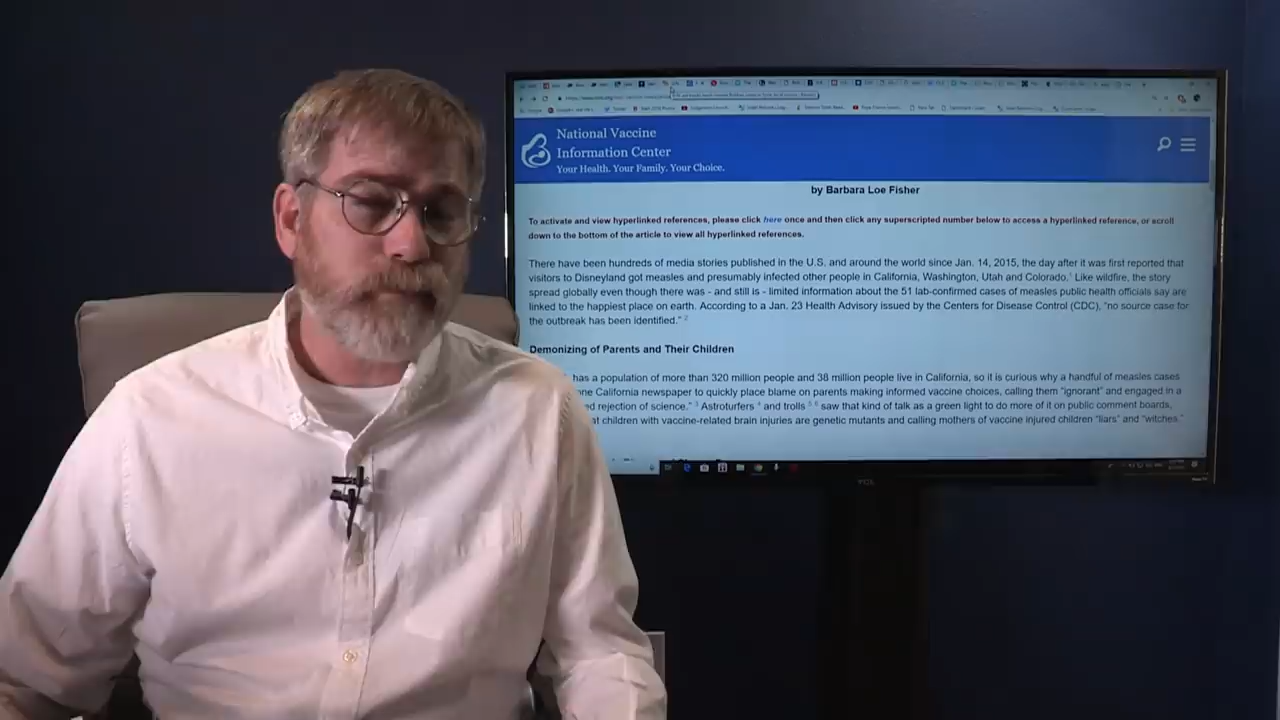 National Vaccine
Information Center
Your Health. Your Family. Your Choice.
by Barbara Loe Fisher
To activate and view hyperlinked references, please click here once and then click any superscripted number below to access a hyperlinked reference, or scroll
down to the bottom of the article to view all hyperlinked references.
There have been hundreds of media stories published in the U.S. and around the world since Jan. 14, 2015, the day after it was first reported that
visitors to Disneyland got measles and presumably infected other people in California, Washington, Utah and Colorado.1 Like wildfire, the story
spread globally even though there was - and still is - limited information about the 51 lab-confirmed cases of measles public health officials say are
linked to the happiest place on earth. According to a Jan. 23 Health Advisory issued by the Centers for Disease Control (CDC), "no source case for
the outbreak has been identified." 2
Demonizing of Parents and Their Children
has a population of more than 320 million people and 38 million people live in California, so it is curious why a handful of measles cases
one California newspaper to quickly place blame on parents making informed vaccine choices, calling them "ignorant" and engaged in a
rejection of science." 3 Astroturfers 4 and trolls 5 6 saw that kind of talk as a green light to do more of it on public comment boards,
at children with vaccine-related brain injuries are genetic mutants and calling mothers of vaccine injured children "liars" and "witches."
TCL